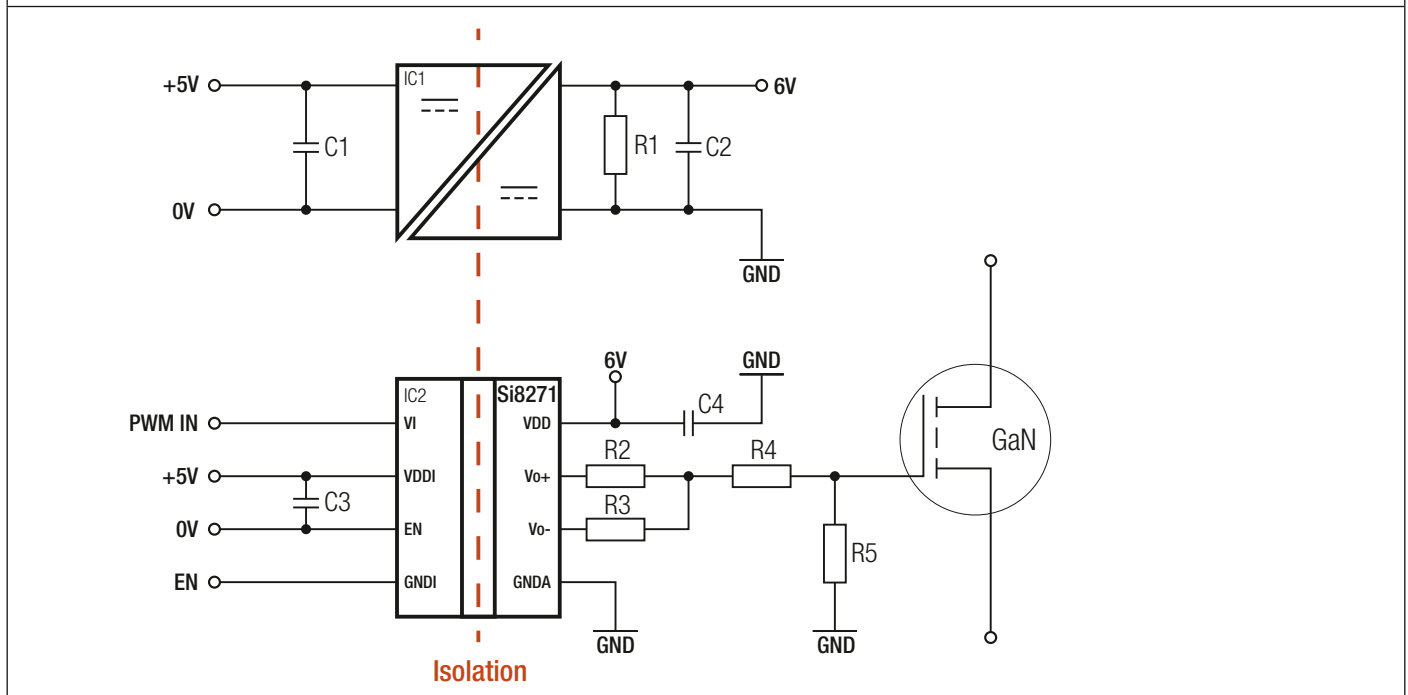 +5V
IC1
6V
C1
R1
C2
0V
GND
6V
GND
IC2
Si8271
PWM IN
VI
VDD
C4
+5V
VDDI
Vo+
R2
R4
GaN
C3
0V
EN
Vo-
R3
R5
EN
GNDI
GNDA
GND
GND
Isolation